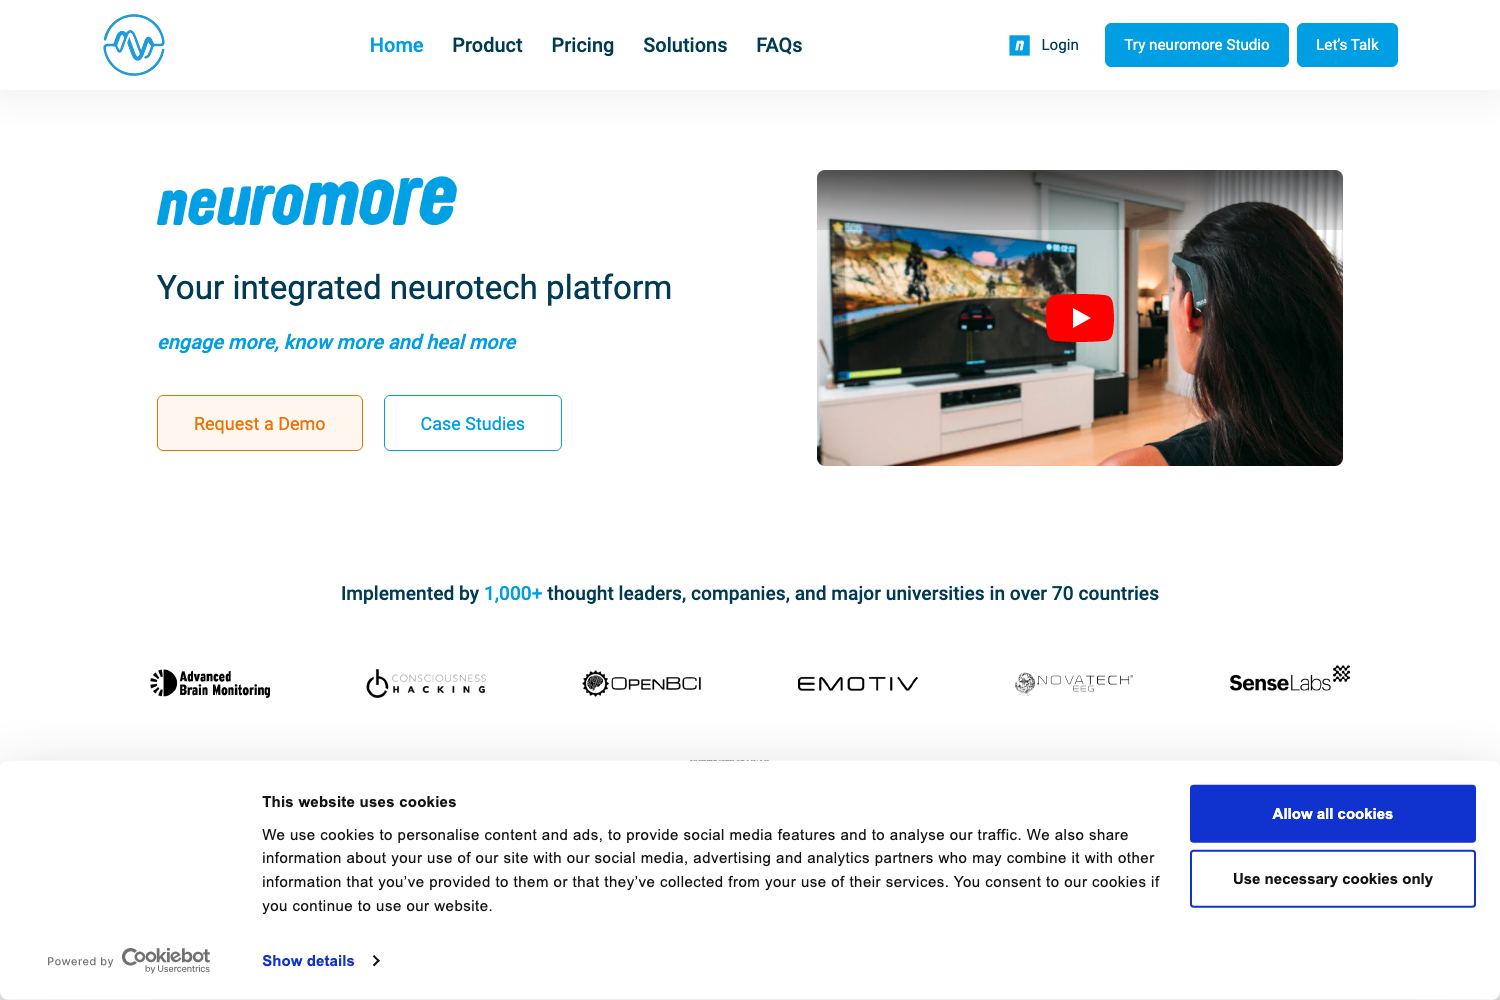 Home
Product
Pricing
Solutions
FAQs
n
Login
Try neuromore Studio
Let's Talk
neuromore
Your integrated neurotech platform
engage more, know more and heal more
Request a Demo
Case Studies
Implemented by 1,000+ thought leaders, companies, and major universities in over 70 countries
Advanced
Brain Monitoring
CONSCIOUSNESS
HACKING
OPENBCI
EMOTIV
NOVATECH
EEG
SenseLabs
This website uses cookies
We use cookies to personalise content and ads, to provide social media features and to analyse our traffic. We also share
information about your use of our site with our social media, advertising and analytics partners who may combine it with other
information that you've provided to them or that they've collected from your use of their services. You consent to our cookies if
you continue to use our website.
Allow all cookies
Use necessary cookies only
Powered by Cookiebot
by Usercentrics
Show details